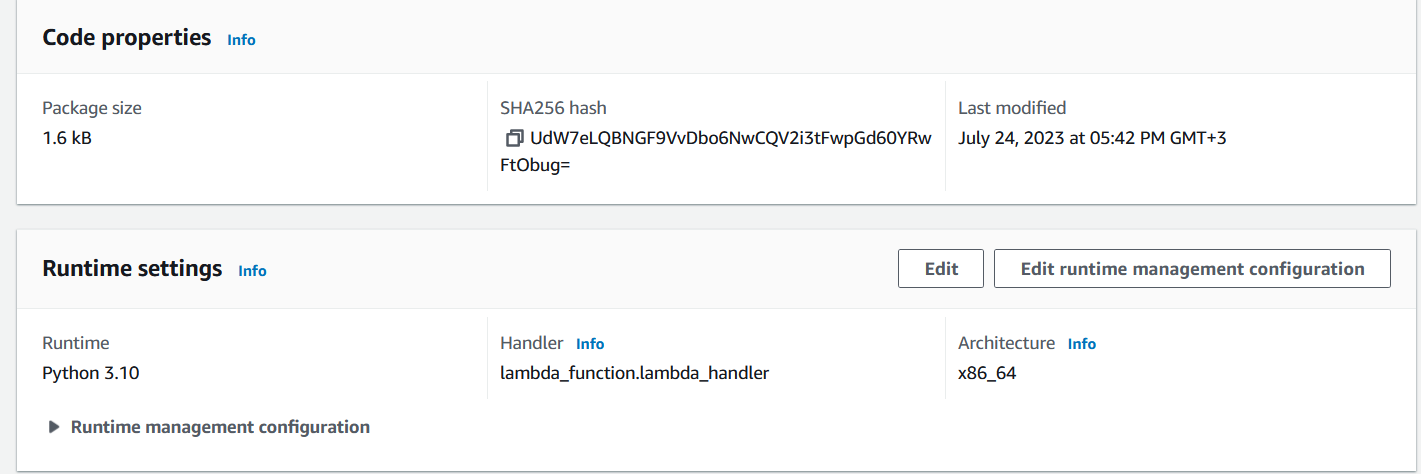 Code properties Info
Package size
1.6 kB
SHA256 hash
UdW7eLQBNGF9VvDbo6NwCQV2i3tFwpGd60YRw
FtObug=
Last modified
July 24, 2023 at 05:42 PM GMT+3
Runtime settings Info
Edit
Edit runtime management configuration
Runtime
Python 3.10
Handler Info
lambda_function.lambda_handler
Architecture Info
x86_64
Runtime management configuration